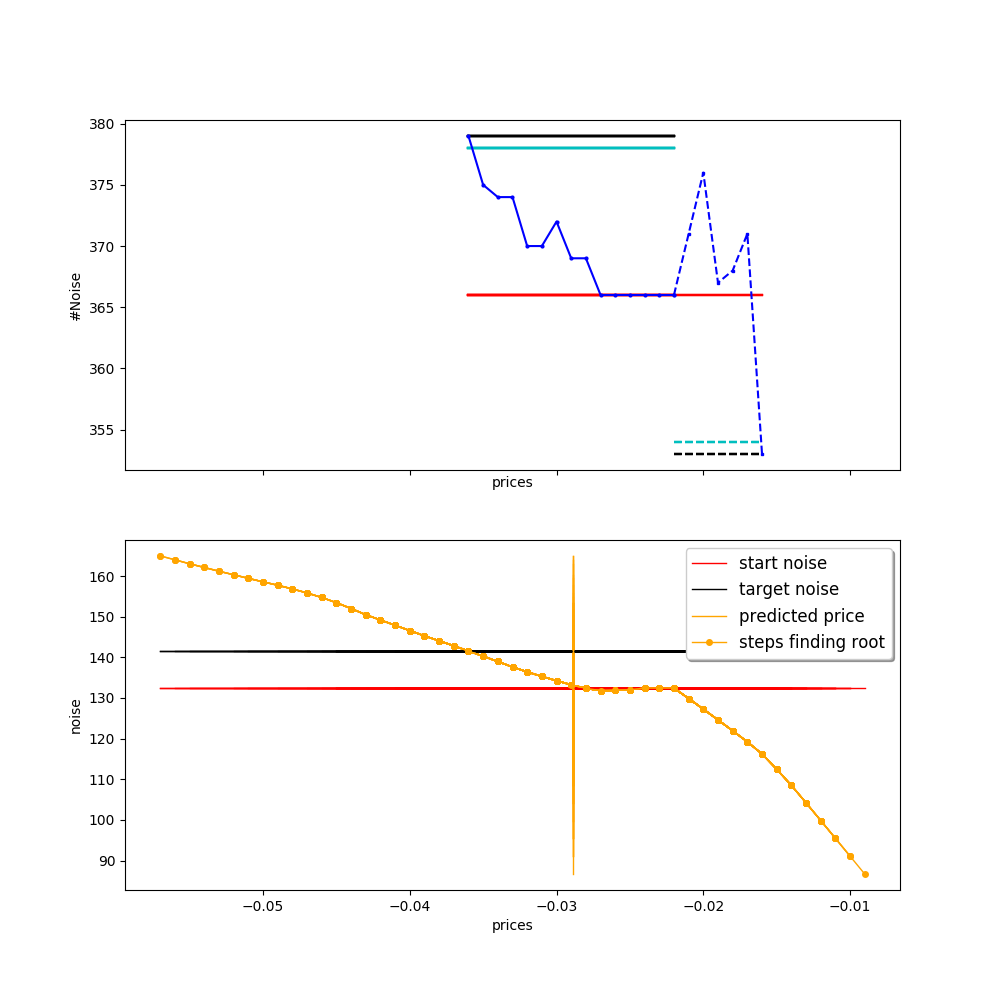 380
375
370
365
360
355
#Noise
prices
160
150
140
130
120
110
100
90
noise
start noise
target noise
predicted price
steps finding root
−0.05
−0.04
−0.03
−0.02
−0.01
prices